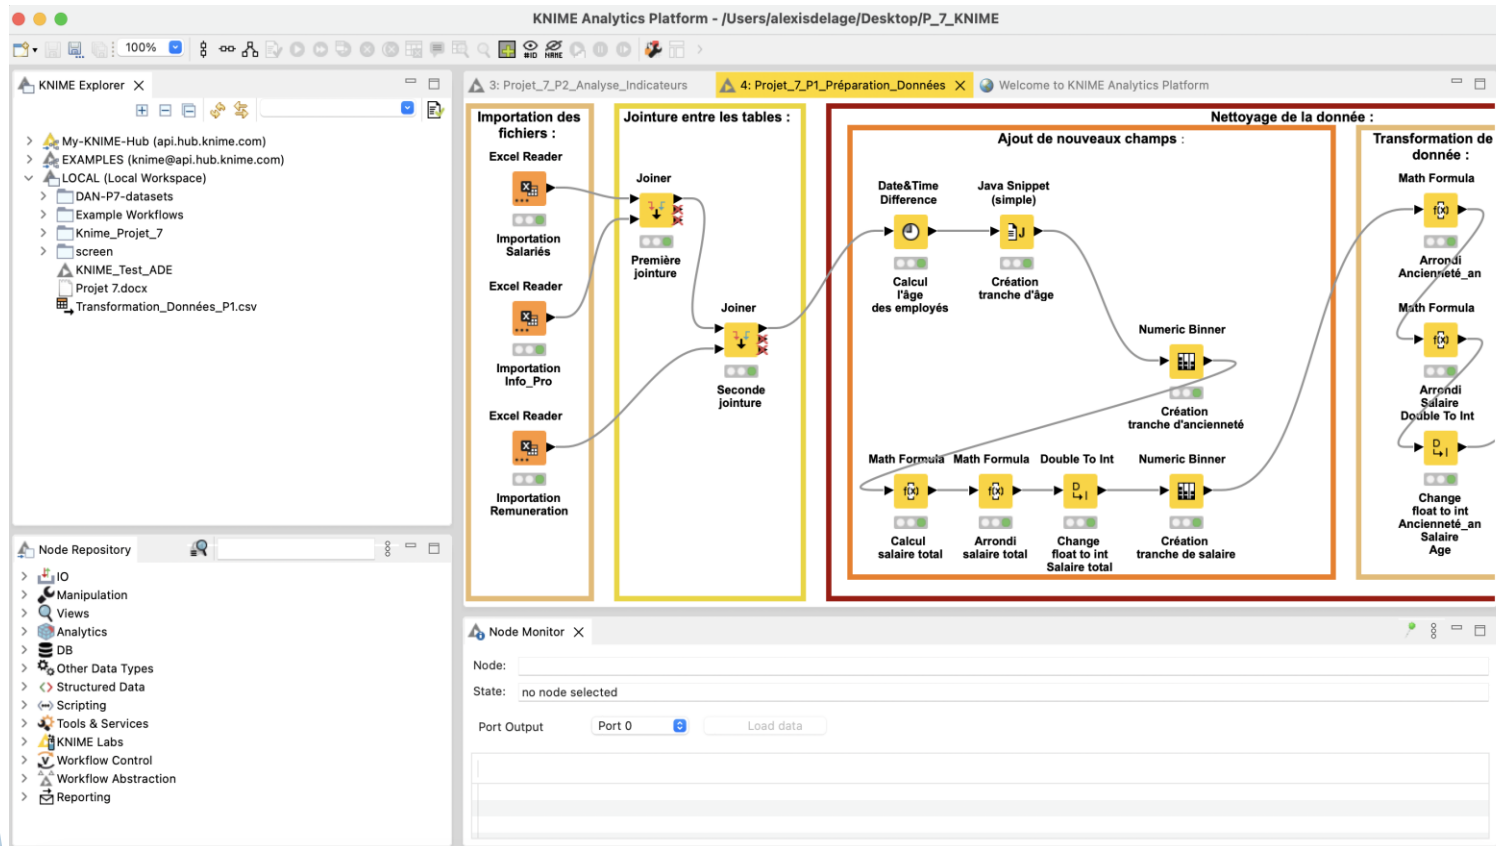 KNIME Analytics Platform - /Users/alexisdelage/Desktop/P_7_KNIME
100%
#ID
NAME
KNIME Explorer
My-KNIME-Hub (api.hub.knime.com)
EXAMPLES (knime@api.hub.knime.com)
LOCAL (Local Workspace)
DAN-P7-datasets
Example Workflows
Knime_Projet_7
screen
KNIME_Test_ADE
Projet 7.docx
Transformation_Données_P1.csv
Node Repository
IO
Manipulation
Views
Analytics
DB
Other Data Types
Structured Data
Scripting
Tools & Services
KNIME Labs
Workflow Control
Workflow Abstraction
Reporting
3: Projet_7_P2_Analyse_Indicateurs
4: Projet_7_P1_Préparation_Données
Welcome to KNIME Analytics Platform
Importation des
fichiers :
Excel Reader
Importation
Salariés
Excel Reader
Importation
Info_Pro
Excel Reader
Importation
Remuneration
Jointure entre les tables :
Joiner
Première
jointure
Joiner
Seconde
jointure
Nettoyage de la donnée :
Ajout de nouveaux champs :
Date&Time
Difference
Calcul
l'âge
des employés
Java Snippet
(simple)
Création
tranche d'âge
Numeric Binner
Création
tranche d'ancienneté
Math Formula
Calcul
salaire total
Math Formula
Arrondi
salaire total
Double To Int
Change
float to int
Salaire total
Numeric Binner
Création
tranche de salaire
Transformation de
donnée :
Math Formula
Arrondi
Ancienneté_an
Math Formula
Arrondi
Salaire
Double To Int
Change
float to int
Ancienneté_an
Salaire
Age
Node Monitor
Node:
State: no node selected
Port Output Port 0 Load data